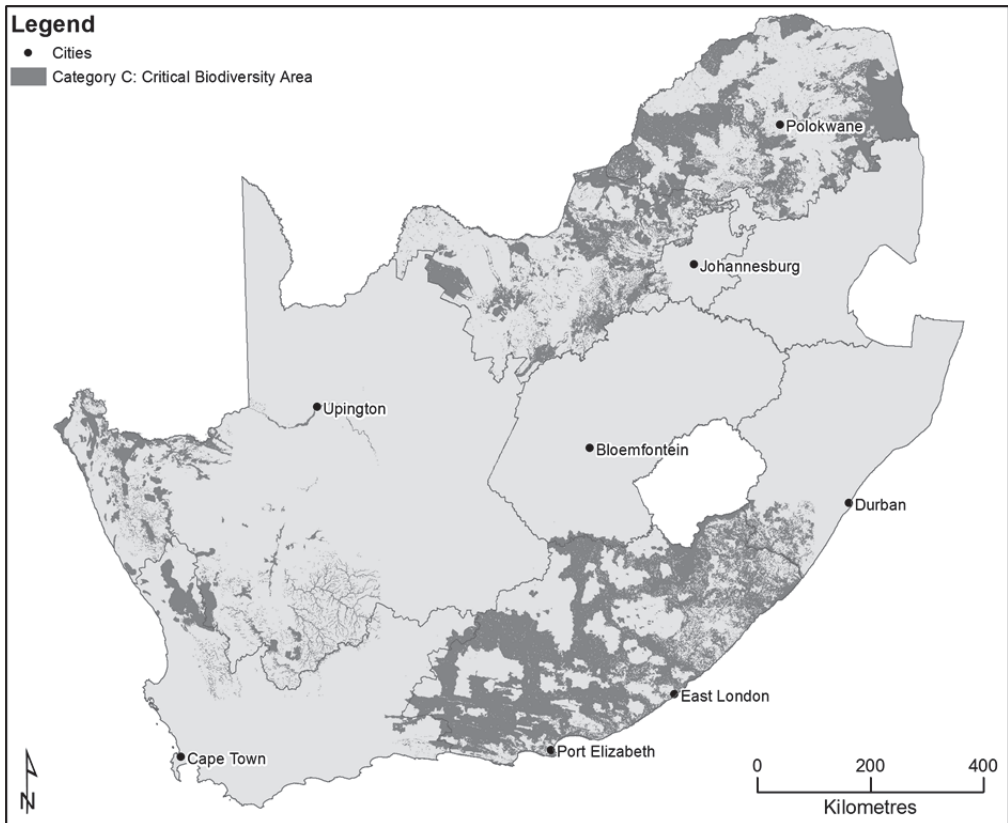 Legend
Cities
Category C: Critical Biodiversity Area
Polokwane
Johannesburg
Upington
Bloemfontein
Durban
East London
Port Elizabeth
Cape Town
N
0 200 400
Kilometres